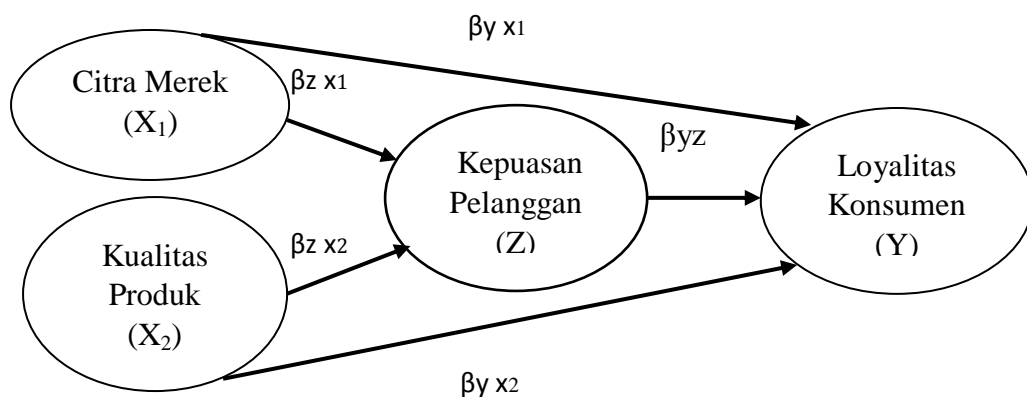 βy x1
Citra Merek
(X₁)
βz x1
Kepuasan
Pelanggan
(Z)
βyz
Loyalitas
Konsumen
(Y)
Kualitas
Produk
(X₂)
βz x2
βy x2